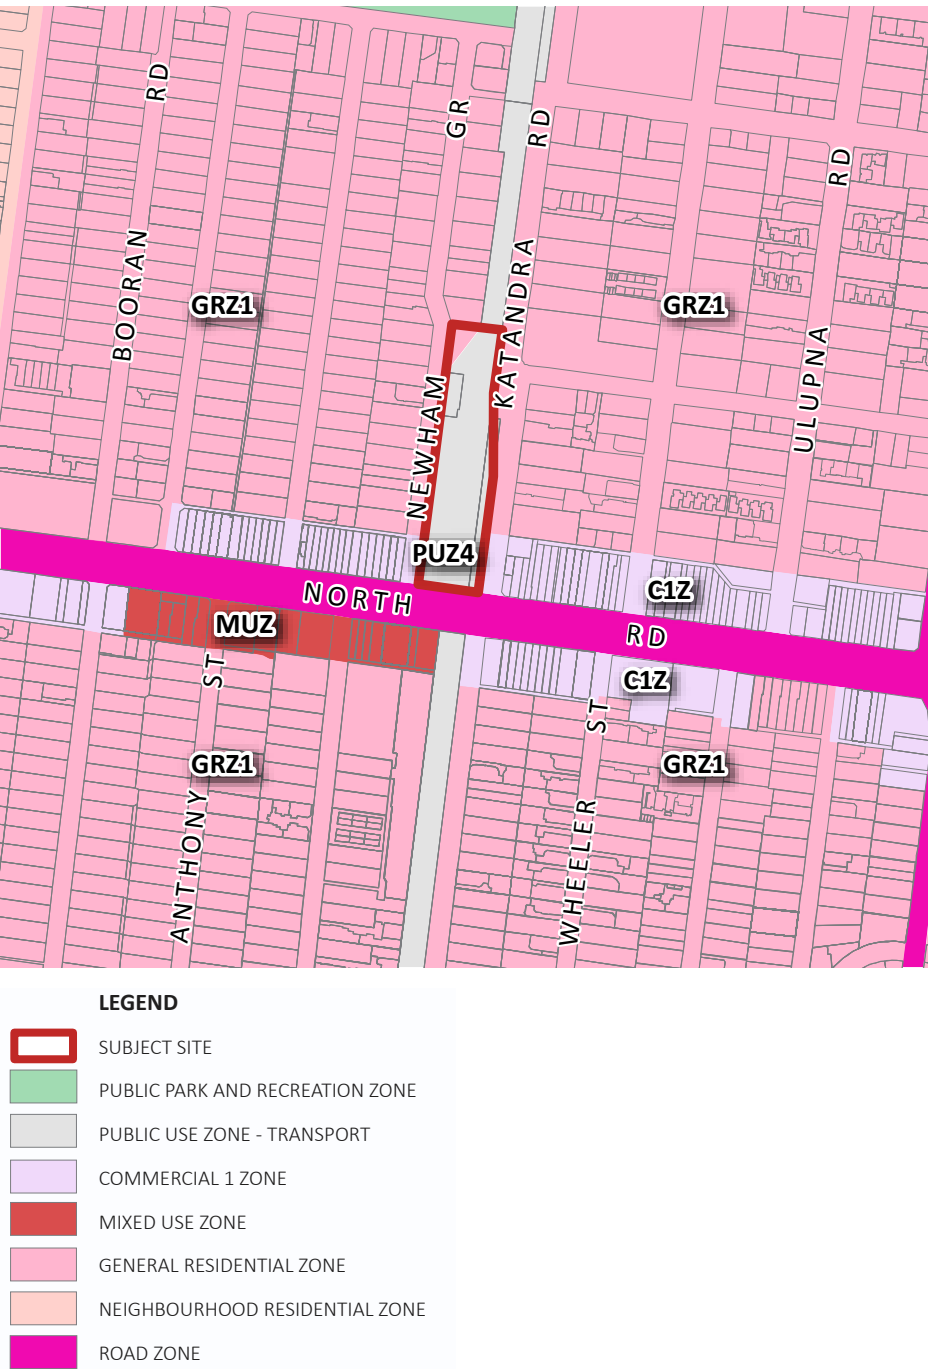 RD
GR
RD
RD
BOORAN
KATANDRA
GRZ1
GRZ1
ULUPNA
NEWHAM
PUZ4
C1Z
NORTH
MUZ
RD
ST
C1Z
ST
GRZ1
GRZ1
ANTHONY
WHEELER
LEGEND
SUBJECT SITE
PUBLIC PARK AND RECREATION ZONE
PUBLIC USE ZONE - TRANSPORT
COMMERCIAL 1 ZONE
MIXED USE ZONE
GENERAL RESIDENTIAL ZONE
NEIGHBOURHOOD RESIDENTIAL ZONE
ROAD ZONE